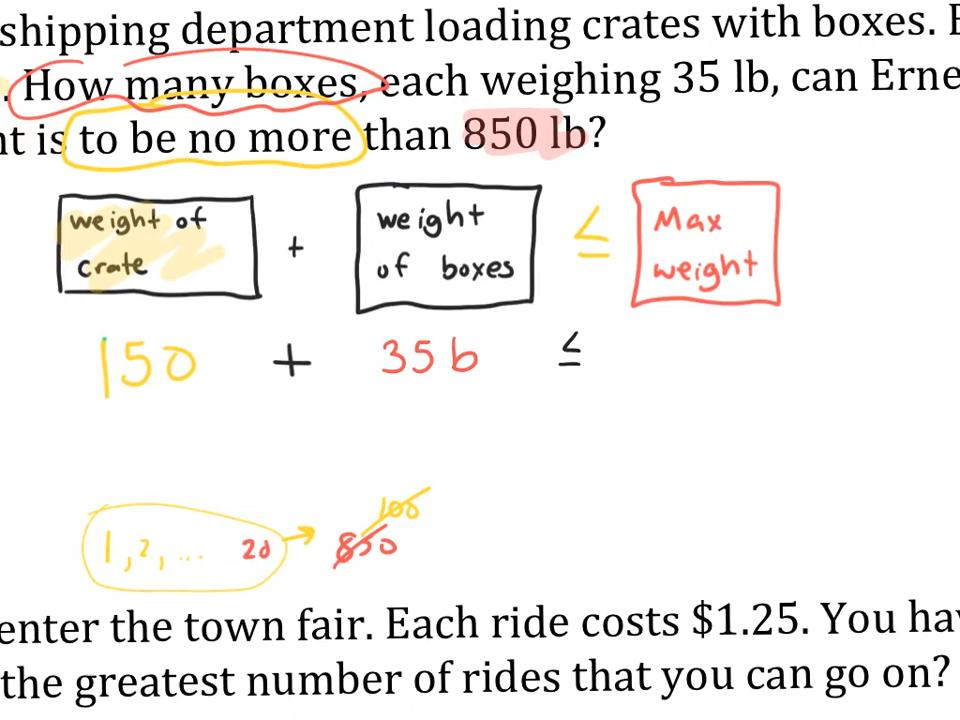 shipping department loading crates with boxes. E
. How many boxes, each weighing 35 lb, can Erne
nt is to be no more than 850 lb?
weight of crate + weight of boxes ≤ Max weight
150 + 35b ≤
100
1, 2, ... 20 → 850
enter the town fair. Each ride costs $1.25. You hav
the greatest number of rides that you can go on?